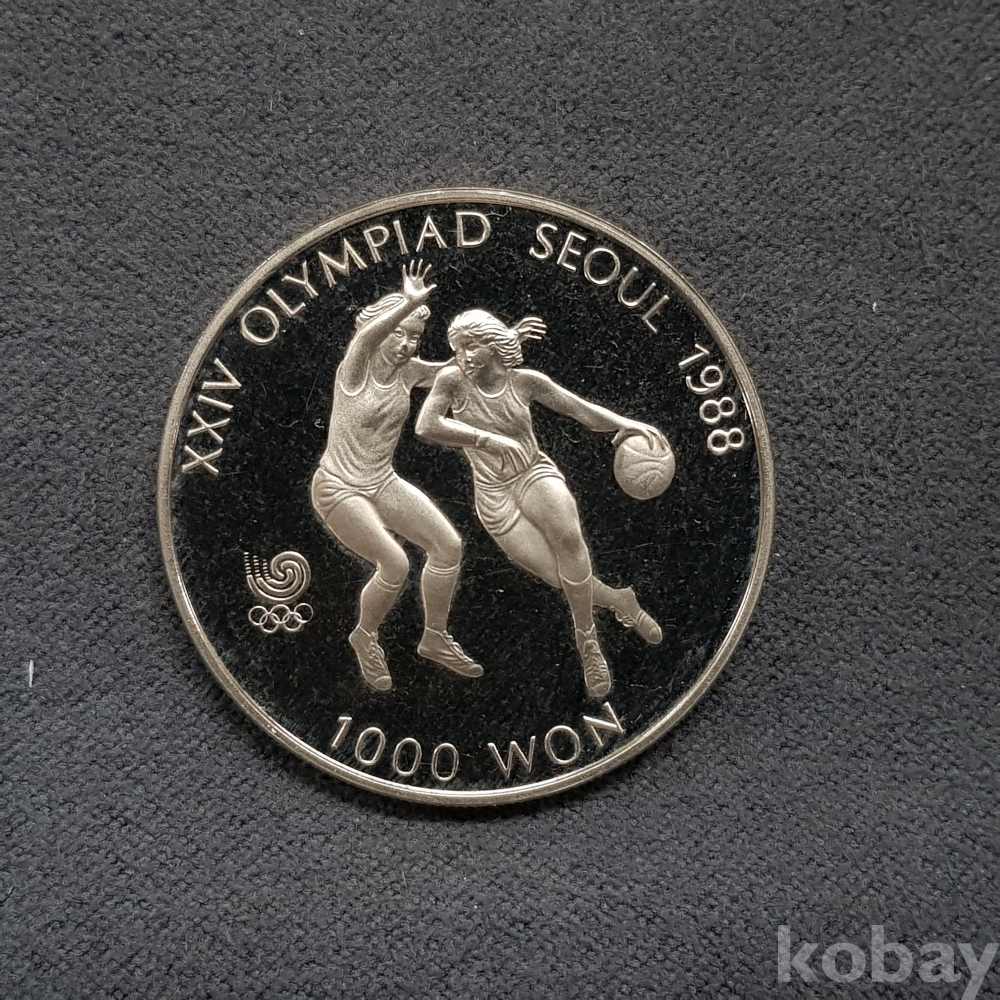 XXIV OLYMPIAD SEOUL 1988
1000 WON
kobay